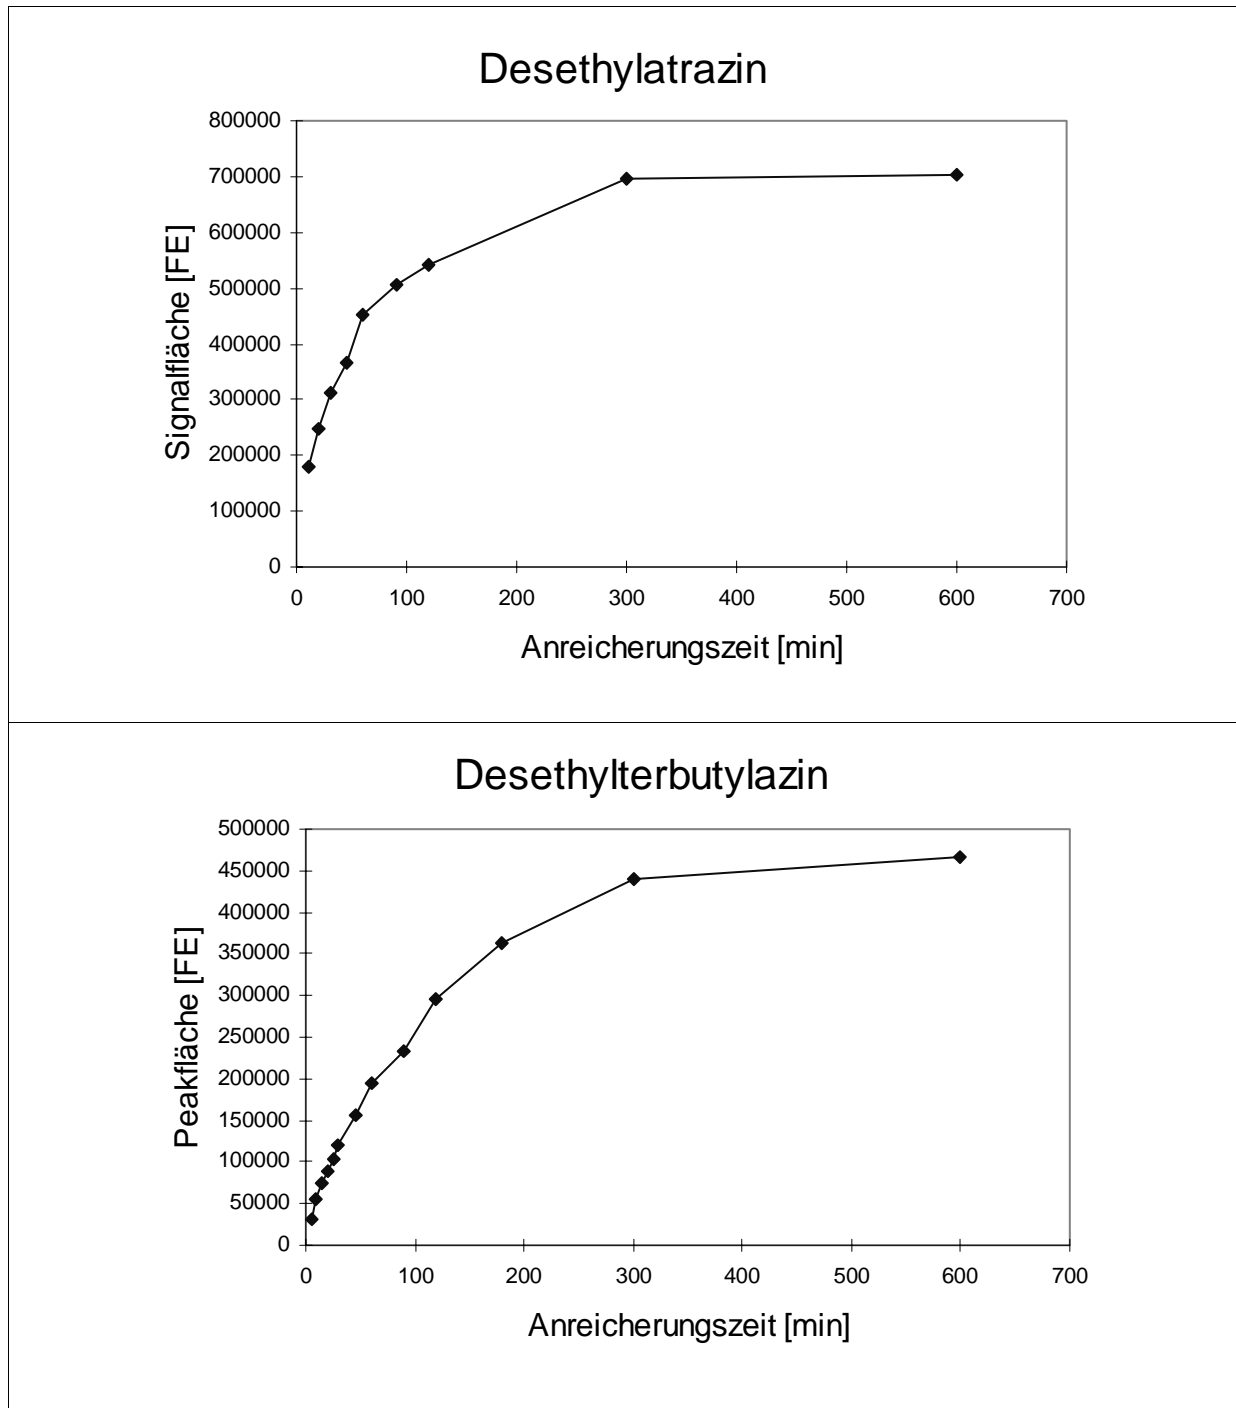 Desethylatrazin
800000
700000
600000
500000
400000
300000
200000
100000
0
Signalfläche [FE]
0 100 200 300 400 500 600 700
Anreicherungszeit [min]
Desethylterbutylazin
500000
450000
400000
350000
300000
250000
200000
150000
100000
50000
0
Peakfläche [FE]
0 100 200 300 400 500 600 700
Anreicherungszeit [min]